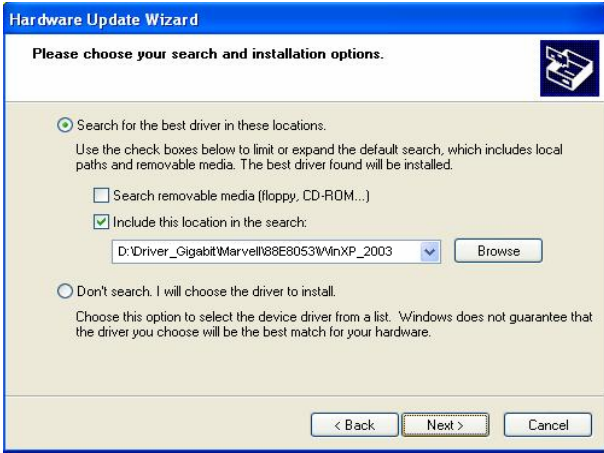 Hardware Update Wizard
Please choose your search and installation options.
Search for the best driver in these locations.
Use the check boxes below to limit or expand the default search, which includes local
paths and removable media. The best driver found will be installed.
Search removable media (floppy, CD-ROM...)
Include this location in the search:
D:\Driver_Gigabit\Marvell\88E8053\WinXP_2003
Browse
Don't search. I will choose the driver to install.
Choose this option to select the device driver from a list. Windows does not guarantee that
the driver you choose will be the best match for your hardware.
< Back Next > Cancel